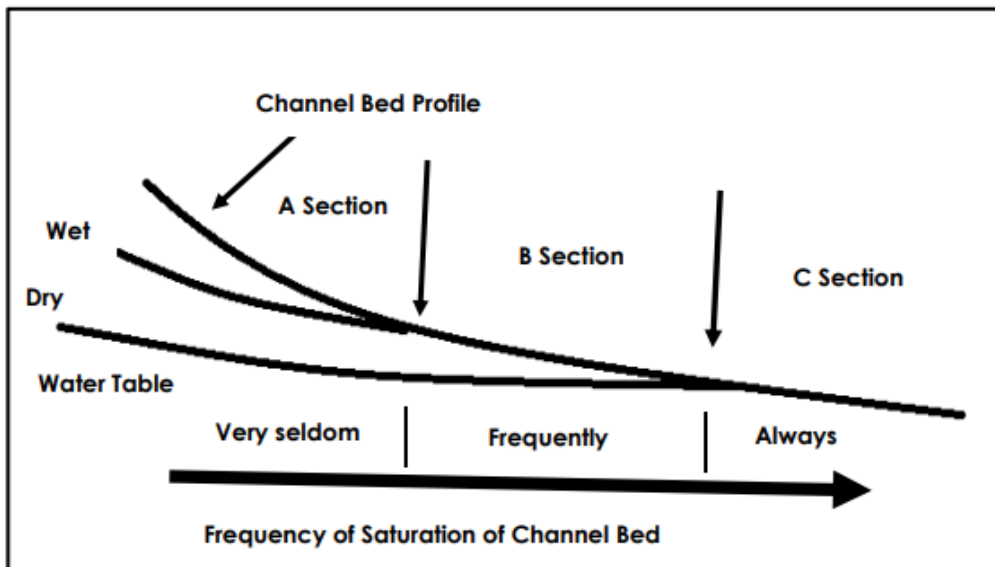 Channel Bed Profile
A Section
Wet
B Section
C Section
Dry
Water Table
Very seldom
Frequently
Always
Frequency of Saturation of Channel Bed